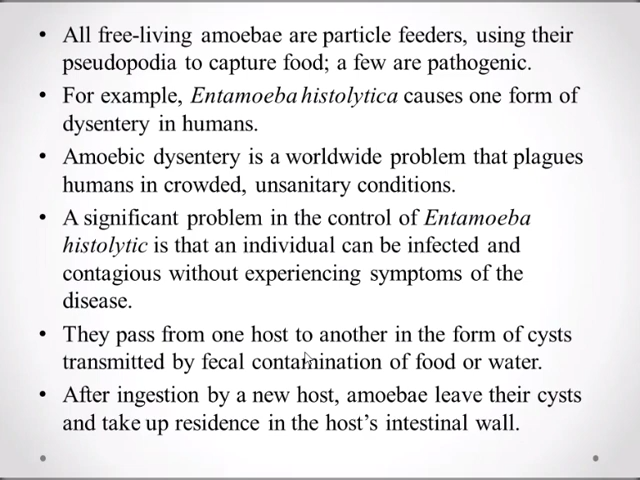 • All free-living amoebae are particle feeders, using their
pseudopodia to capture food; a few are pathogenic.
• For example, Entamoeba histolytica causes one form of
dysentery in humans.
• Amoebic dysentery is a worldwide problem that plagues
humans in crowded, unsanitary conditions.
• A significant problem in the control of Entamoeba
histolytic is that an individual can be infected and
contagious without experiencing symptoms of the
disease.
• They pass from one host to another in the form of cysts
transmitted by fecal contamination of food or water.
• After ingestion by a new host, amoebae leave their cysts
and take up residence in the host’s intestinal wall.